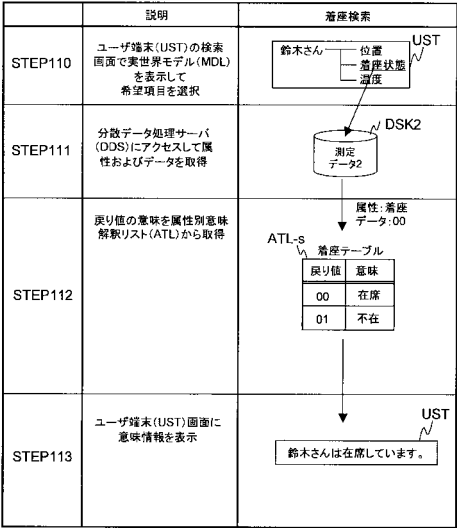 説明
着座検索
STEP110
ユーザ端末(UST)の検索
画面で実世界モデル(MDL)
を表示して
希望項目を選択
鈴木さん
位置
着座状態
温度
UST
STEP111
分散データ処理サーバ
(DDS)にアクセスして属
性およびデータを取得
DSK2
測定
データ2
属性:着座
データ:00
STEP112
戻り値の意味を属性別意味
解釈リスト(ATL)から取得
ATL-s
着座テーブル
戻り値 意味
00 在席
01 不在
STEP113
ユーザ端末(UST)画面に
意味情報を表示
UST
鈴木さんは在席しています。